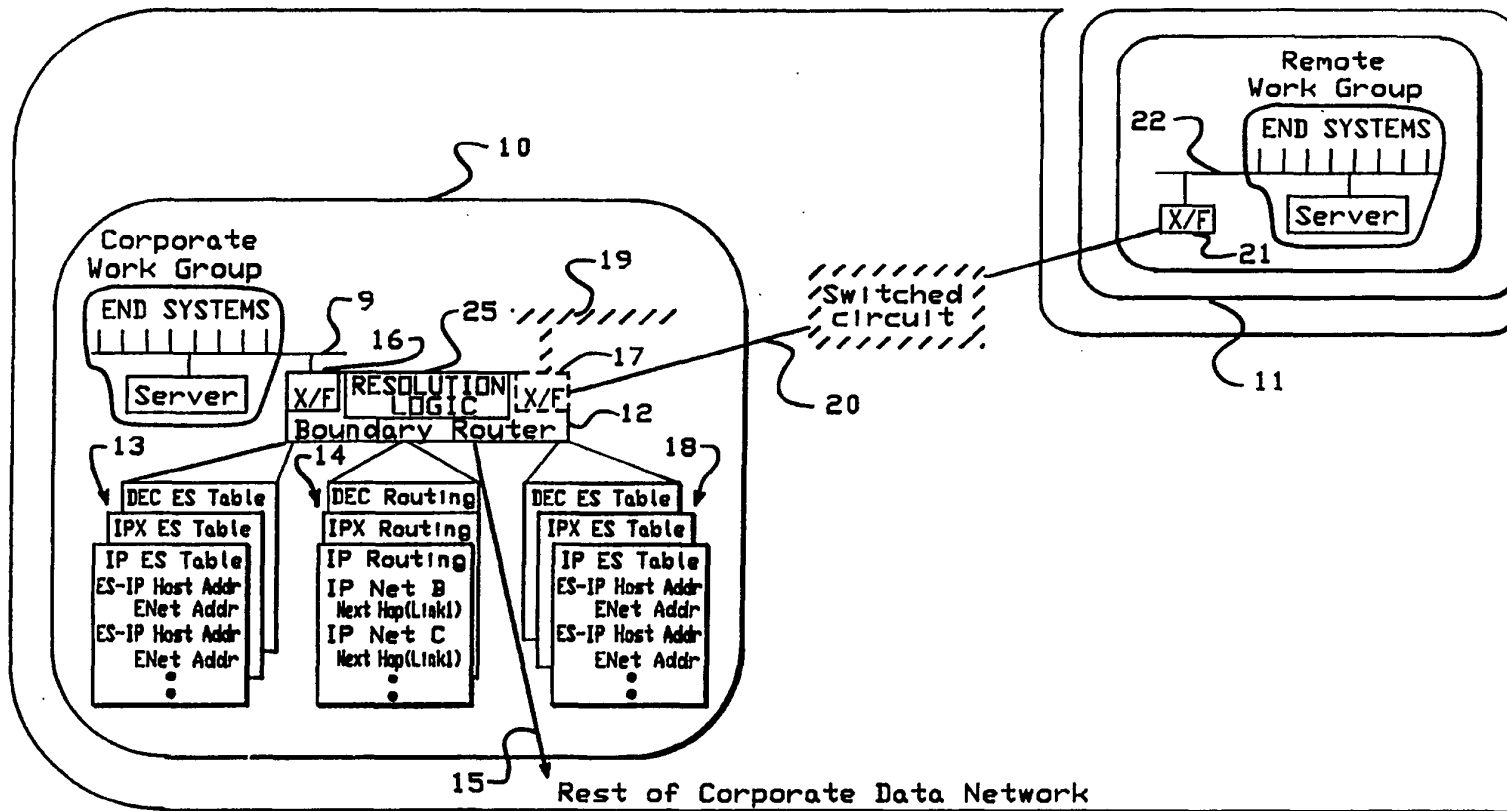 Remote
Work Group
22
END SYSTEMS
10
X/F
Server
21
Corporate
Work Group
19
Switched
circuit
END SYSTEMS
9
25
16
17
11
Server
X/F
RESOLUTION
LOGIC
X/F
20
12
Boundary Router
13
14
18
DEC ES Table
IPX ES Table
IP ES Table
ES-IP Host Addr
ENet Addr
ES-IP Host Addr
ENet Addr
DEC Routing
IPX Routing
IP Routing
IP Net B
Next Hop(Link1)
IP Net C
Next Hop(Link1)
DEC ES Table
IPX ES Table
IP ES Table
ES-IP Host Addr
ENet Addr
ES-IP Host Addr
ENet Addr
15
Rest of Corporate Data Network